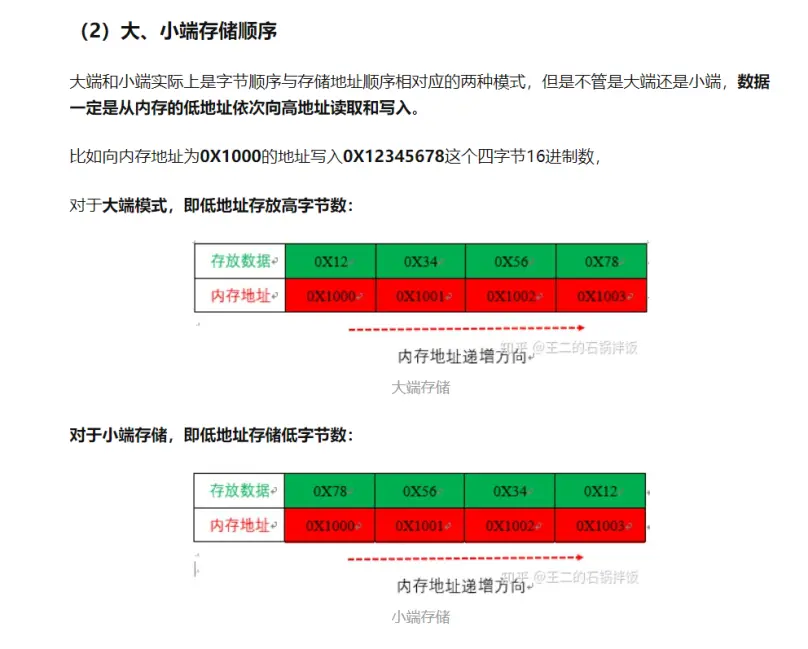 （2）大、小端存储顺序
大端和小端实际上是字节顺序与存储地址顺序相对应的两种模式，但是不管是大端还是小端，数据
一定是从内存的低地址依次向高地址读取和写入。
比如向内存地址为0X1000的地址写入0X12345678这个四字节16进制数，
对于大端模式，即低地址存放高字节数：
存放数据 0X12 0X34 0X56 0X78
内存地址 0X1000 0X1001 0X1002 0X1003
内存地址递增方向
知乎 @王二的石锅拌饭
大端存储
对于小端存储，即低地址存储低字节数：
存放数据 0X78 0X56 0X34 0X12
内存地址 0X1000 0X1001 0X1002 0X1003
内存地址递增方向
知乎 @王二的石锅拌饭
小端存储